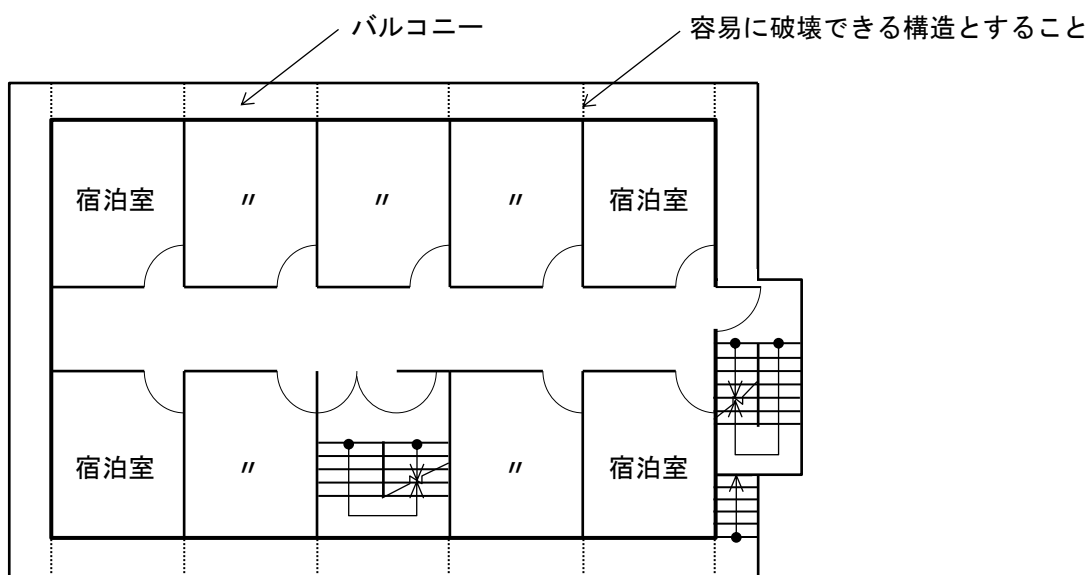 バルコニー
容易に破壊できる構造とすること
宿泊室 〃 〃 〃 宿泊室
宿泊室 〃 〃 宿泊室